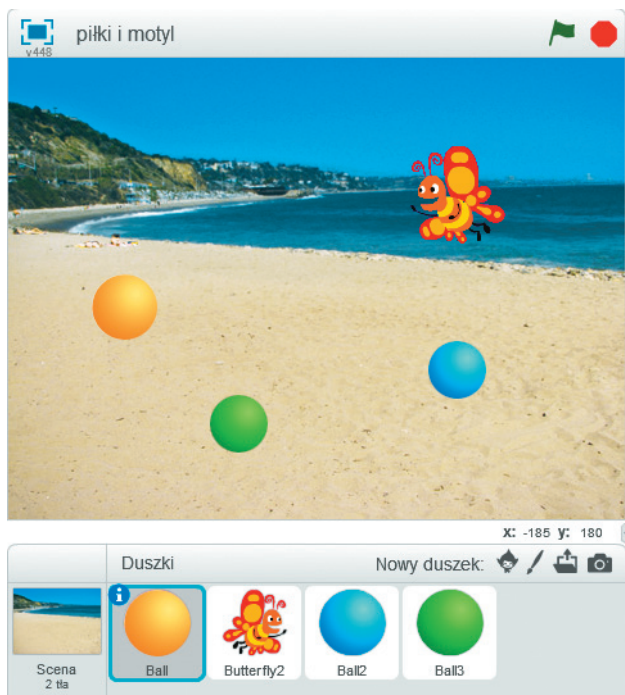 v448
piłki i motyl
x: -185 y: 180
Duszki
Nowy duszek:
Scena
2 tła
Ball
Butterfly2
Ball2
Ball3